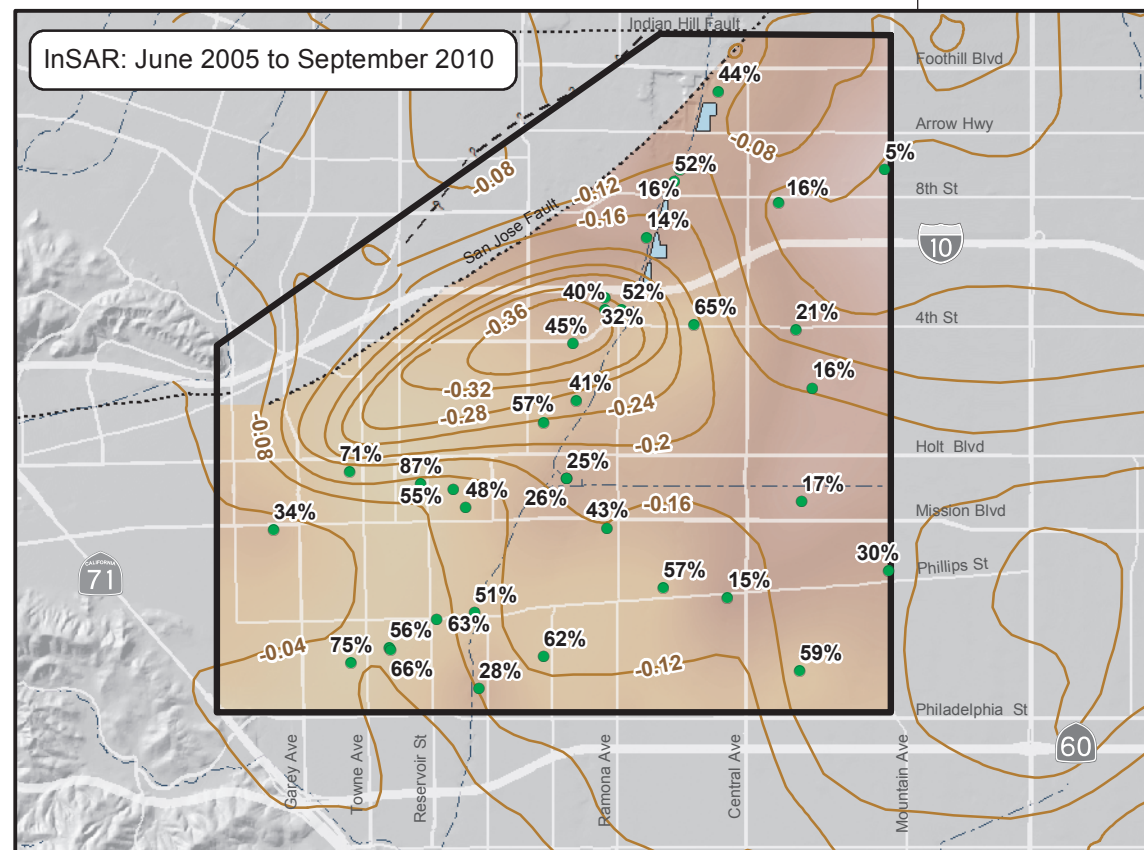 Indian Hill Fault
InSAR: June 2005 to September 2010
Foothill Blvd
44%
Arrow Hwy
-0.08
-0.08
5%
52%
16%
16%
8th St
-0.12
-0.16
14%
San Jose Fault
10
40%
52%
-0.36
32%
65%
21%
4th St
45%
16%
-0.32
41%
-0.24
57%
-0.28
-0.08
-0.2
Holt Blvd
71%
87%
25%
55%
48%
26%
-0.16
17%
34%
43%
Mission Blvd
30%
Phillips St
CALIFORNIA
71
57%
15%
51%
56%
63%
-0.04
75%
66%
62%
-0.12
59%
28%
Philadelphia St
60
Garey Ave
Towne Ave
Reservoir St
Ramona Ave
Central Ave
Mountain Ave